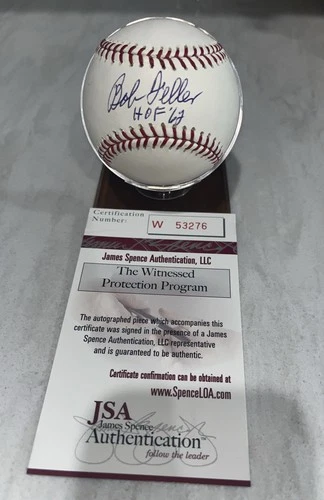 Bob Feller
HOF '62
Certification
Number:
W 53276
James Spence Authentication, LLC
The Witnessed
Protection Program
The autographed piece which accompanies this
certificate was signed in the presence of a James
Spence Authentication, LLC representative
and is guaranteed to be authentic.
Certificate confirmation can be obtained at
www.SpenceLOA.com
JSA
James Spence
Authentication
follow the leader